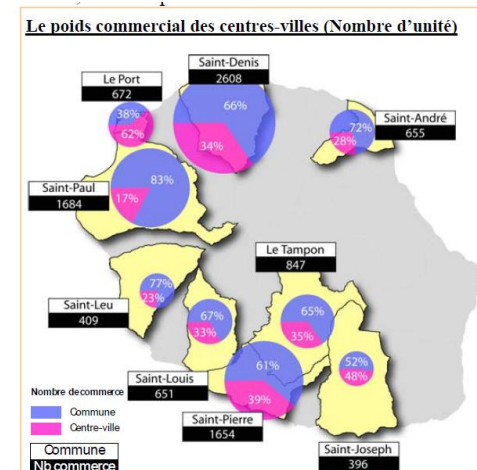 Le poids commercial des centres-villes (Nombre d'unité)
Saint-Denis
2608
Le Port
672
66%
34%
38%
62%
Saint-André
655
72%
28%
83%
17%
Saint-Paul
1684
Le Tampon
847
77%
23%
Saint-Leu
409
67%
33%
65%
35%
61%
39%
52%
48%
Saint-Louis
651
Saint-Pierre
1654
Saint-Joseph
396
Nombre de commerce
Commune
Centre-ville
Commune
Nb commerce